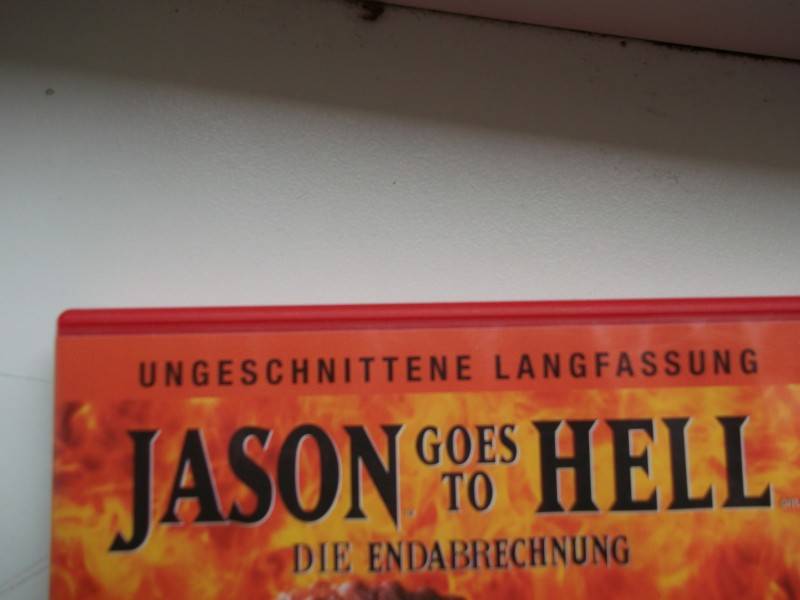 UNGESCHNITTENE LANGFASSUNG
JASON GOES TO HELL
DIE ENDABRECHNUNG